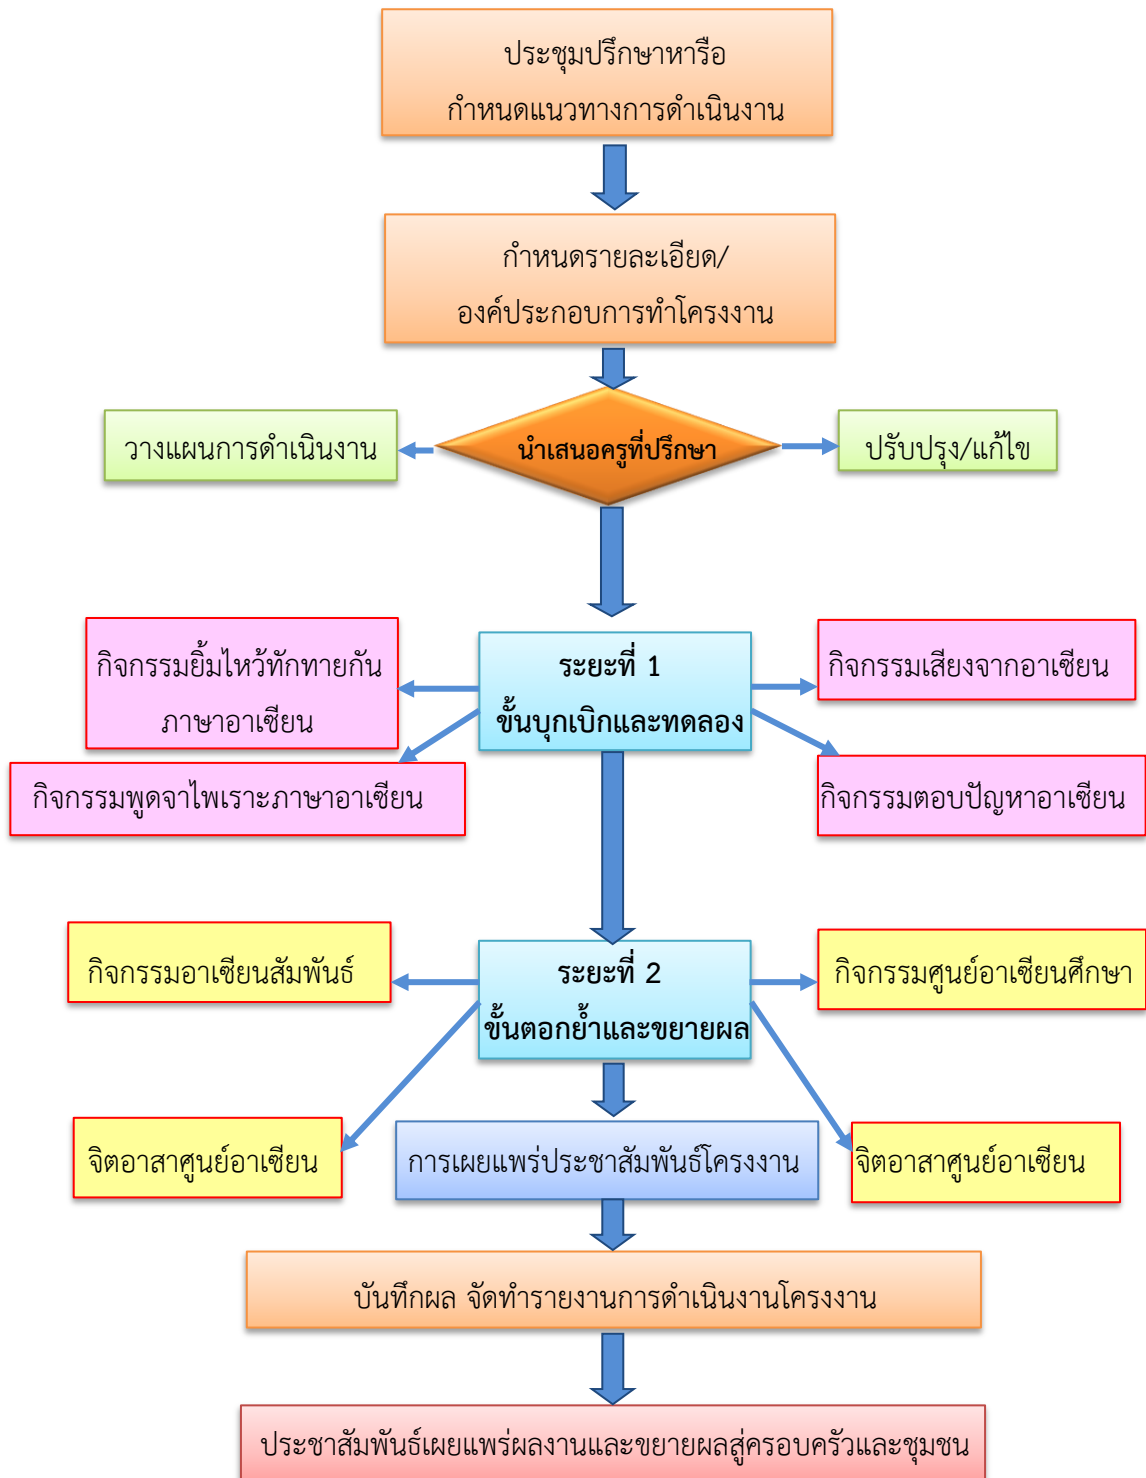 ประชุมปรึกษาหารือ
กำหนดแนวทางการดำเนินงาน
กำหนดรายละเอียด/
องค์ประกอบการทำโครงงาน
นำเสนอครูที่ปรึกษา
วางแผนการดำเนินงาน
ปรับปรุง/แก้ไข
ระยะที่ 1
ขั้นบุกเบิกและทดลอง
กิจกรรมยิ้มไหว้ทักทายกัน
ภาษาอาเซียน
กิจกรรมเสียงจากอาเซียน
กิจกรรมพูดจาไพเราะภาษาอาเซียน
กิจกรรมตอบปัญหาอาเซียน
ระยะที่ 2
ขั้นตอกย้ำและขยายผล
กิจกรรมอาเซียนสัมพันธ์
กิจกรรมศูนย์อาเซียนศึกษา
จิตอาสาศูนย์อาเซียน
การเผยแพร่ประชาสัมพันธ์โครงงาน
จิตอาสาศูนย์อาเซียน
บันทึกผล จัดทำรายงานการดำเนินงานโครงงาน
ประชาสัมพันธ์เผยแพร่ผลงานและขยายผลสู่ครอบครัวและชุมชน